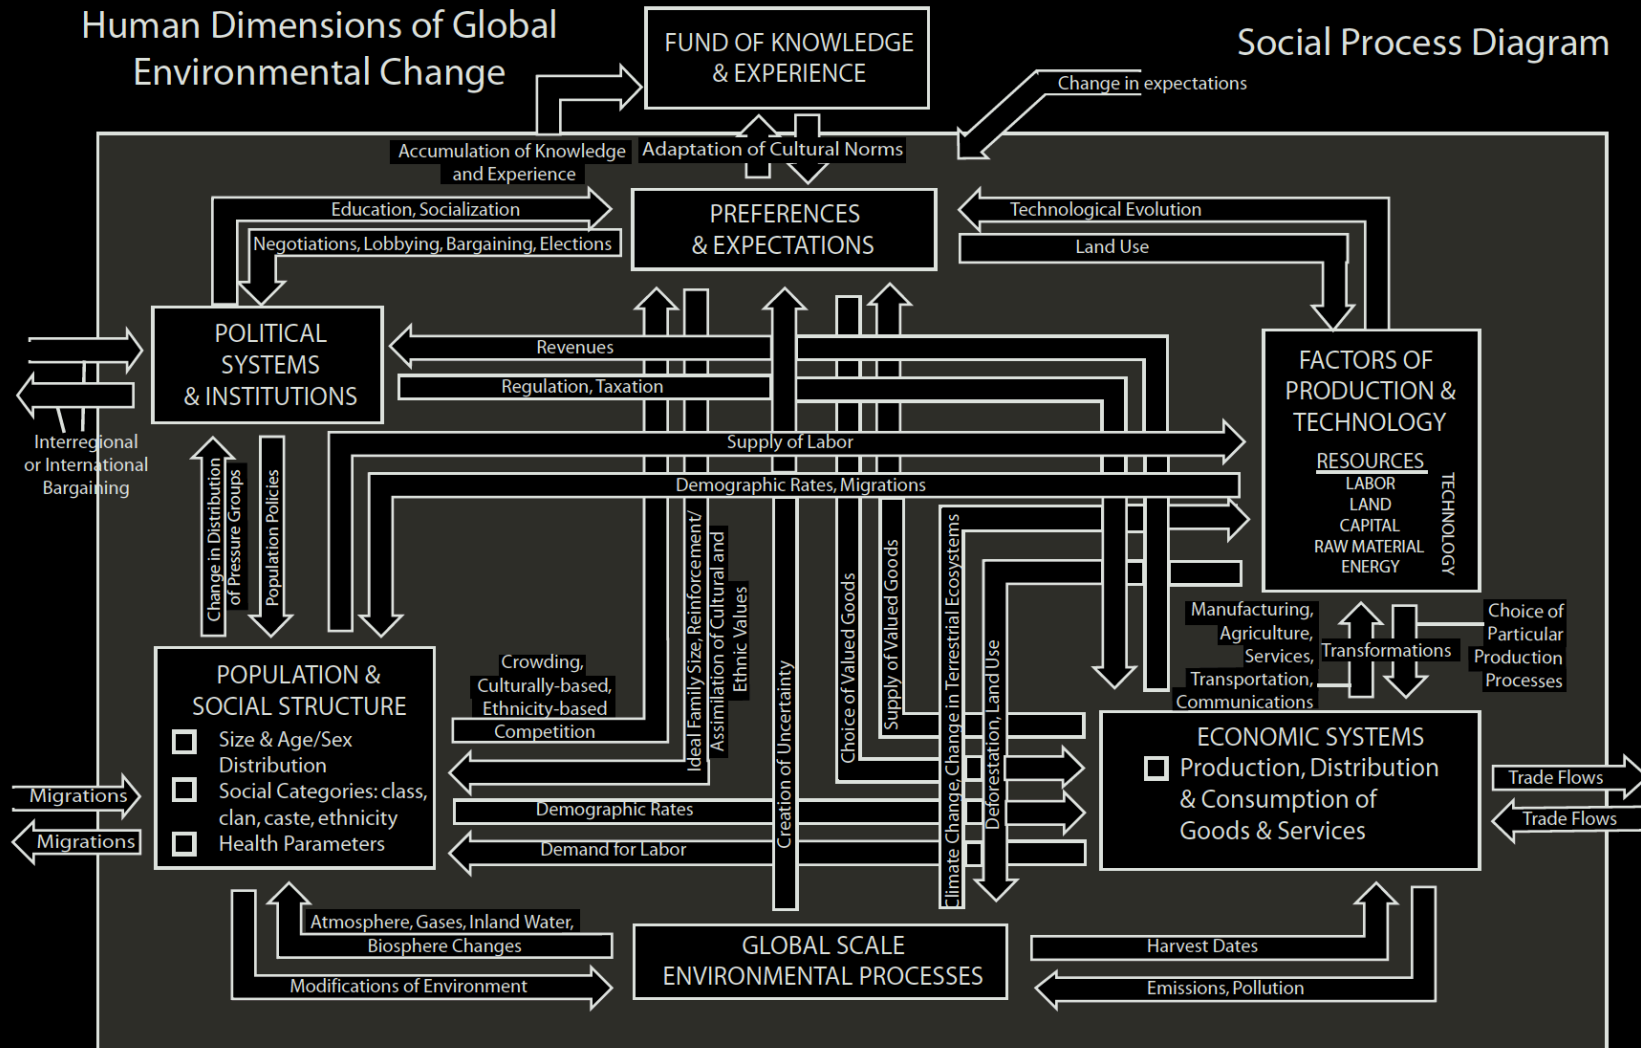 Human Dimensions of Global
Environmental Change
Social Process Diagram
FUND OF KNOWLEDGE
& EXPERIENCE
Change in expectations
Accumulation of Knowledge
and Experience
Adaptation of Cultural Norms
Education, Socialization
Negotiations, Lobbying, Bargaining, Elections
PREFERENCES
& EXPECTATIONS
Technological Evolution
Land Use
POLITICAL
SYSTEMS
& INSTITUTIONS
Revenues
Regulation, Taxation
FACTORS OF
PRODUCTION &
TECHNOLOGY
RESOURCES
LABOR
LAND
CAPITAL
RAW MATERIAL
ENERGY
TECHNOLOGY
Interregional
or International
Bargaining
Supply of Labor
Demographic Rates, Migrations
Change in Distribution
of Pressure Groups
Population Policies
Ideal Family Size, Reinforcement/
Assimilation of Cultural and
Ethnic Values
Creation of Uncertainty
Choice of Valued Goods
Supply of Valued Goods
Climate Change, Change in Terrestrial Ecosystems
Deforestation, Land Use
Manufacturing,
Agriculture,
Services,
Transportation,
Communications
Transformations
Choice of
Particular
Production
Processes
POPULATION &
SOCIAL STRUCTURE
Size & Age/Sex
Distribution
Social Categories: class,
clan, caste, ethnicity
Health Parameters
Crowding,
Culturally-based,
Ethnicity-based
Competition
Demographic Rates
Demand for Labor
ECONOMIC SYSTEMS
Production, Distribution
& Consumption of
Goods & Services
Migrations
Migrations
Trade Flows
Trade Flows
Atmosphere, Gases, Inland Water,
Biosphere Changes
Modifications of Environment
GLOBAL SCALE
ENVIRONMENTAL PROCESSES
Harvest Dates
Emissions, Pollution